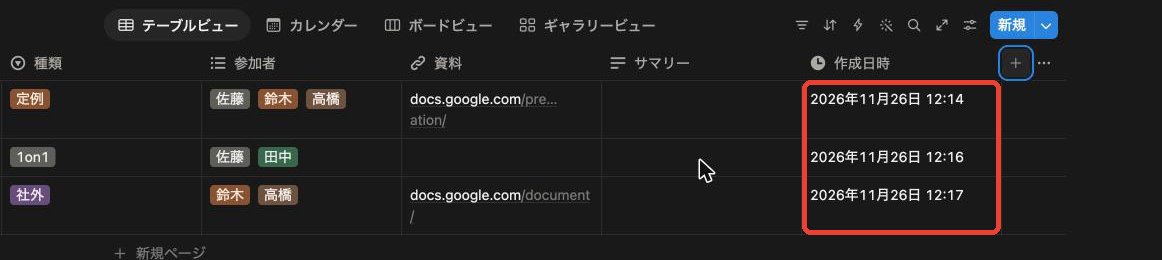 テーブルビュー カレンダー ボードビュー ギャラリービュー 新規
種類 参加者 資料 サマリー 作成日時
定例 佐藤 鈴木 高橋 docs.google.com/pre... 2026年11月26日 12:14
ation/
1on1 佐藤 田中 2026年11月26日 12:16
社外 鈴木 高橋 docs.google.com/document 2026年11月26日 12:17
/
+ 新規ページ